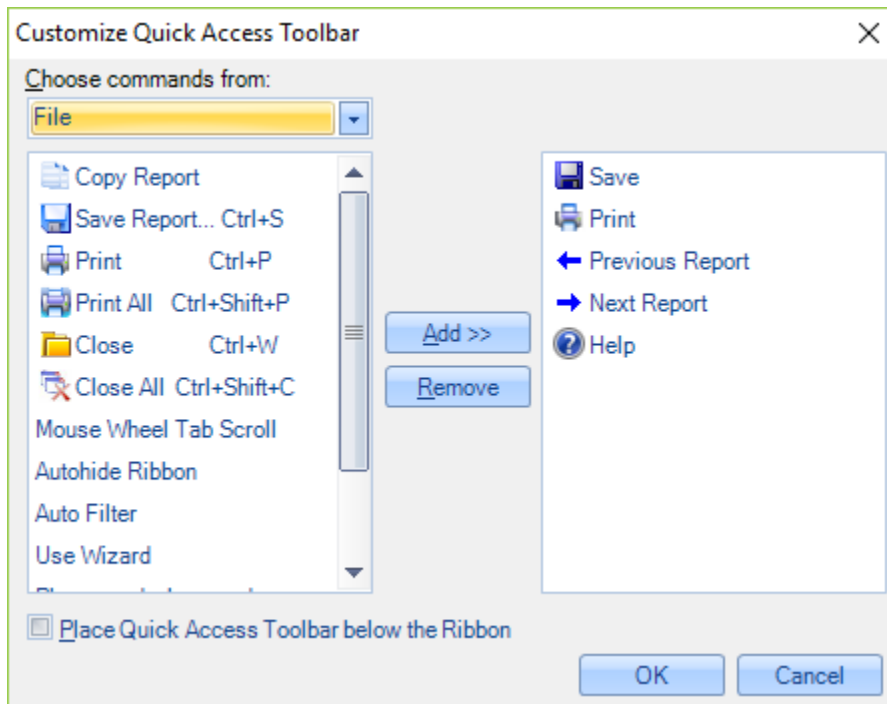 Customize Quick Access Toolbar
Choose commands from:
File
Copy Report
Save Report... Ctrl+S
Print Ctrl+P
Print All Ctrl+Shift+P
Close Ctrl+W
Close All Ctrl+Shift+C
Mouse Wheel Tab Scroll
Autohide Ribbon
Auto Filter
Use Wizard
Add >>
Remove
Save
Print
Previous Report
Next Report
Help
Place Quick Access Toolbar below the Ribbon
OK
Cancel